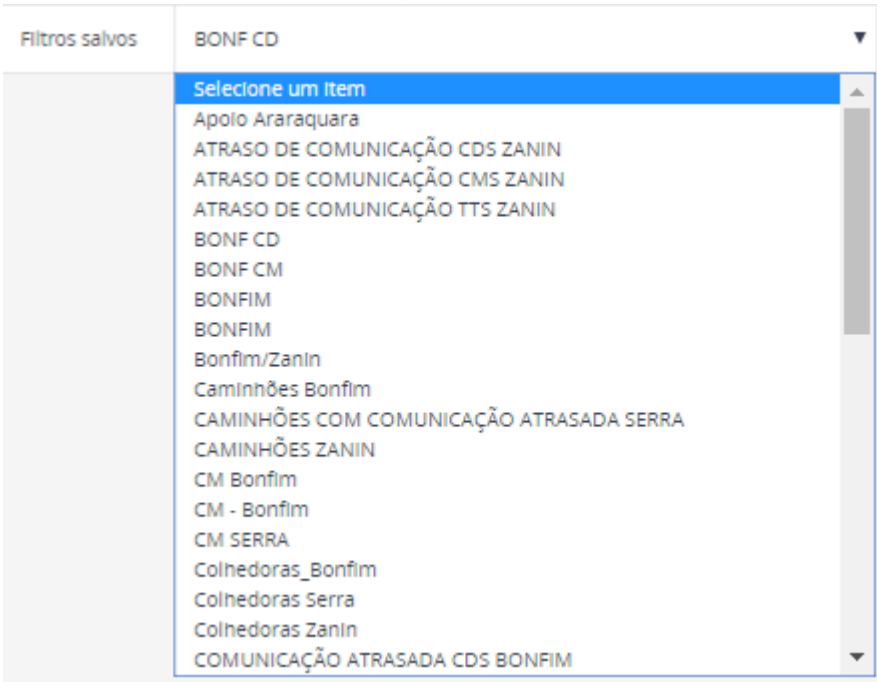 Filtros salvos
BONF CD
Selecione um item
Apoio Araraquara
ATRASO DE COMUNICAÇÃO CDS ZANIN
ATRASO DE COMUNICAÇÃO CMS ZANIN
ATRASO DE COMUNICAÇÃO TTS ZANIN
BONF CD
BONF CM
BONFIM
BONFIM
Bonfim/Zanin
Caminhões Bonfim
CAMINHÕES COM COMUNICAÇÃO ATRASADA SERRA
CAMINHÕES ZANIN
CM Bonfim
CM - Bonfim
CM SERRA
Colhedoras_Bonfim
Colhedoras Serra
Colhedoras Zanin
COMUNICAÇÃO ATRASADA CDS BONFIM